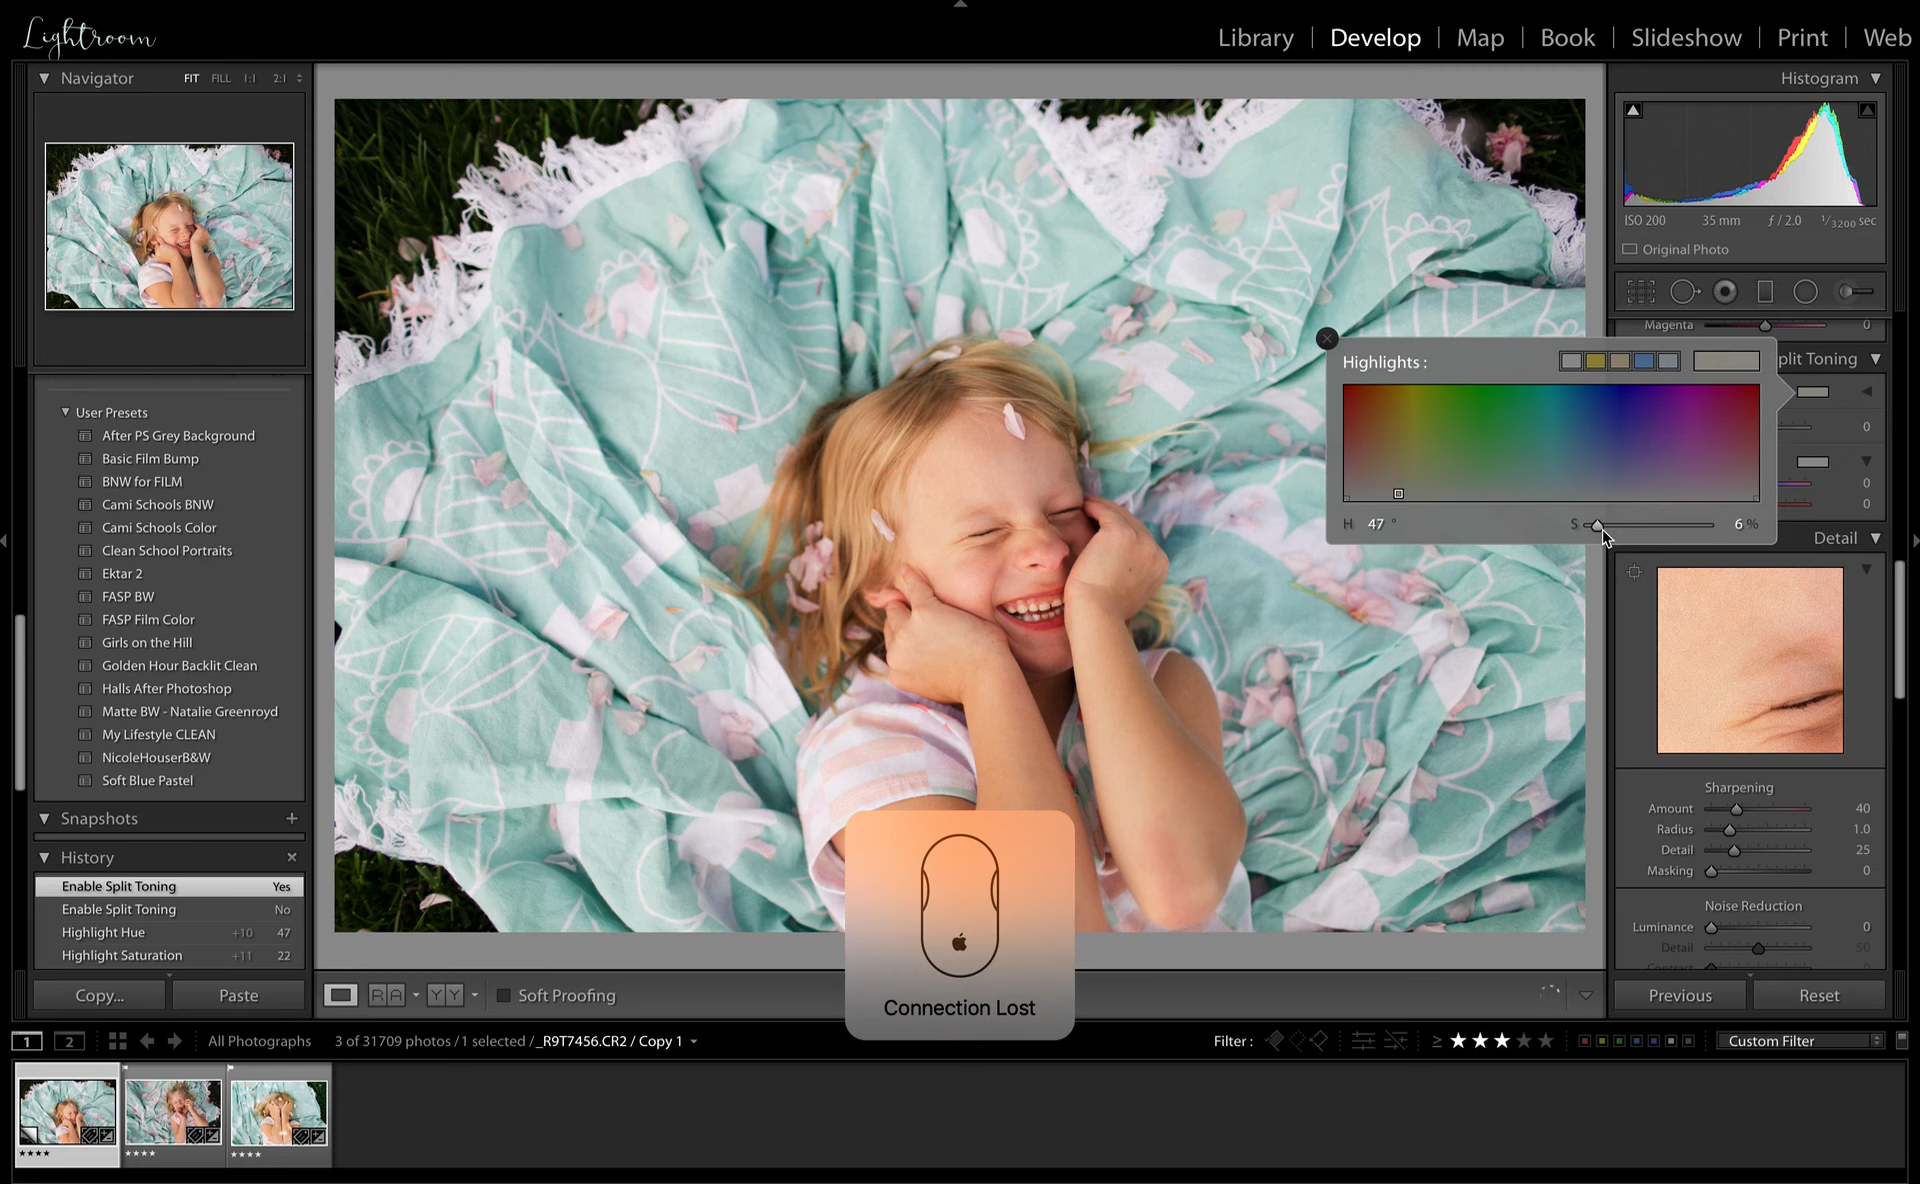 Lightroom
Library | Develop | Map | Book | Slideshow | Print | Web
Navigator FIT FILL 1:1 2:1
User Presets
After PS Grey Background
Basic Film Bump
BNW for FILM
Cami Schools BNW
Cami Schools Color
Clean School Portraits
Ektar 2
FASP BW
FASP Film Color
Girls on the Hill
Golden Hour Backlit Clean
Halls After Photoshop
Matte BW - Natalie Greenroyd
My Lifestyle CLEAN
NicoleHouserB&W
Soft Blue Pastel
Snapshots +
History
Enable Split Toning Yes
Enable Split Toning No
Highlight Hue +10 47
Highlight Saturation +11 22
Copy... Paste
Connection Lost
Soft Proofing
Histogram
ISO 200 35 mm ƒ / 2.0 1/3200 sec
Original Photo
Magenta 0
Highlights :
plit Toning
0
0
0
H 47 ° S 6 %
Detail
Sharpening
Amount 40
Radius 1.0
Detail 25
Masking 0
Noise Reduction
Luminance 0
Detail 50
Previous Reset
1 2 All Photographs 3 of 31709 photos / 1 selected / _R9T7456.CR2 / Copy 1 Filter : ≥ ★★★★★ Custom Filter
★★★★ ★★★★ ★★★★